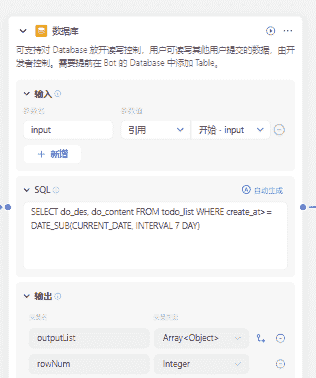 数据库
可支持对 Database 放开读写控制，用户可读写其他用户提交的数据，由开
发者控制。需要提前在 Bot 的 Database 中添加 Table。
输入
参数名 参数值
input 引用 开始 - input
+ 新增
SQL 自动生成
SELECT do_des, do_content FROM todo_list WHERE create_at> =
DATE_SUB(CURRENT_DATE, INTERVAL 7 DAY)
输出
变量名 变量类型
outputList Array<Object>
rowNum Integer